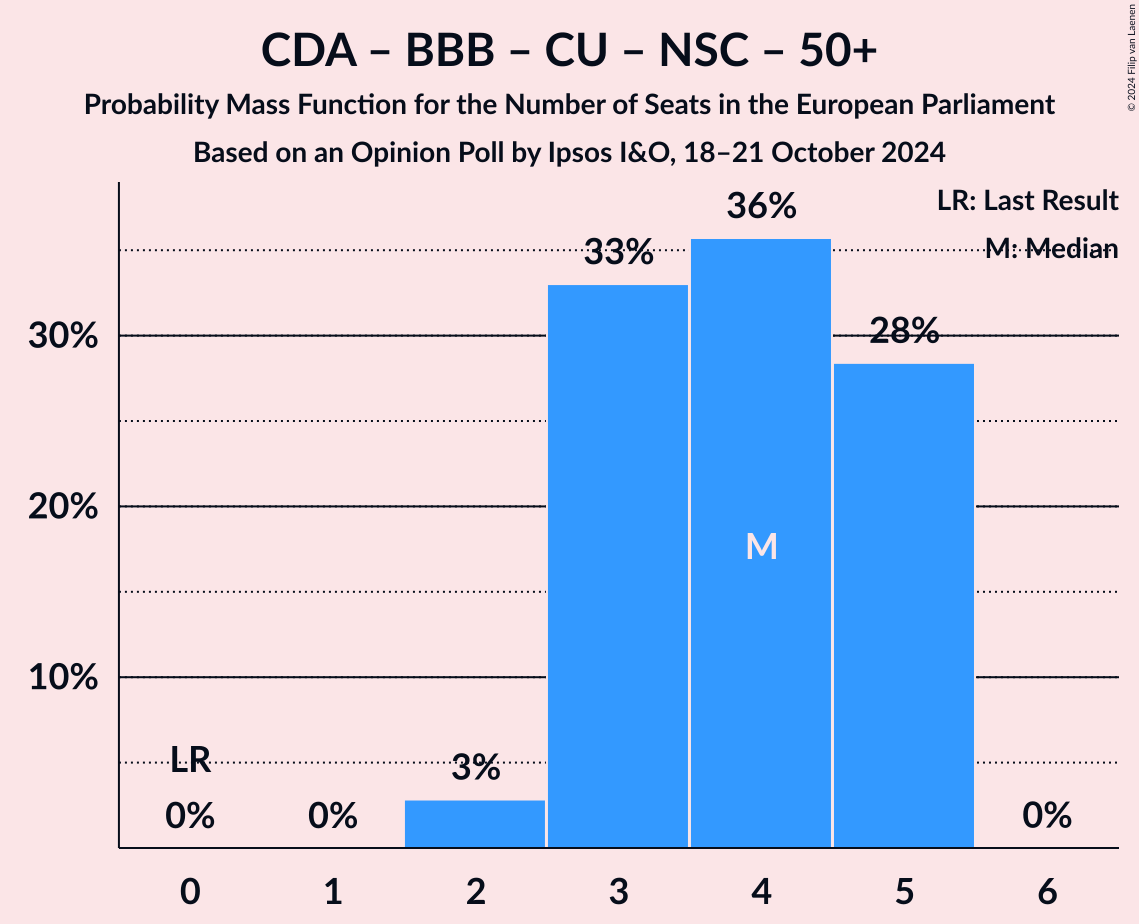 CDA – BBB – CU – NSC – 50+
Probability Mass Function for the Number of Seats in the European Parliament
Based on an Opinion Poll by Ipsos I&O, 18–21 October 2024
© 2024 Filip van Laenen
LR: Last Result
M: Median
36%
33%
28%
30%
20%
M
10%
LR
3%
0%
0%
0%
0
1
2
3
4
5
6